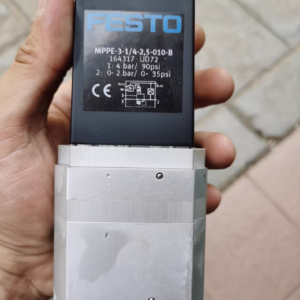 FESTO
MPPE-3-1/4-2,5-010-B
164317 UD72
1: 4 bar/ 90psi
2: 0- 2 bar/ 0- 35psi
CE